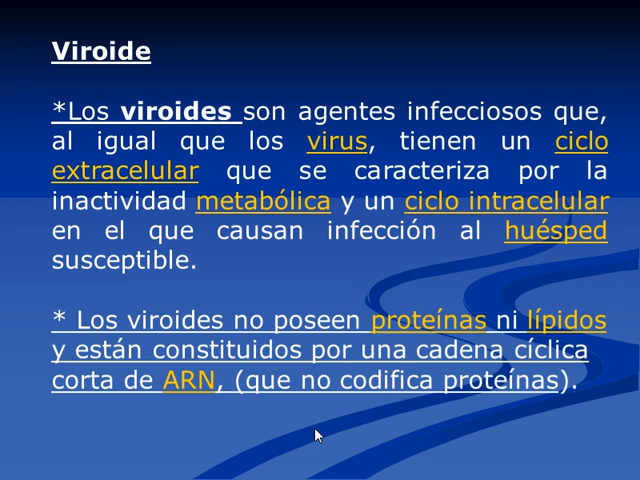 Viroide
*Los viroides son agentes infecciosos que,
al igual que los virus, tienen un ciclo
extracelular que se caracteriza por la
inactividad metabólica y un ciclo intracelular
en el que causan infección al huésped
susceptible.
* Los viroides no poseen proteínas ni lípidos
y están constituidos por una cadena cíclica
corta de ARN, (que no codifica proteínas).